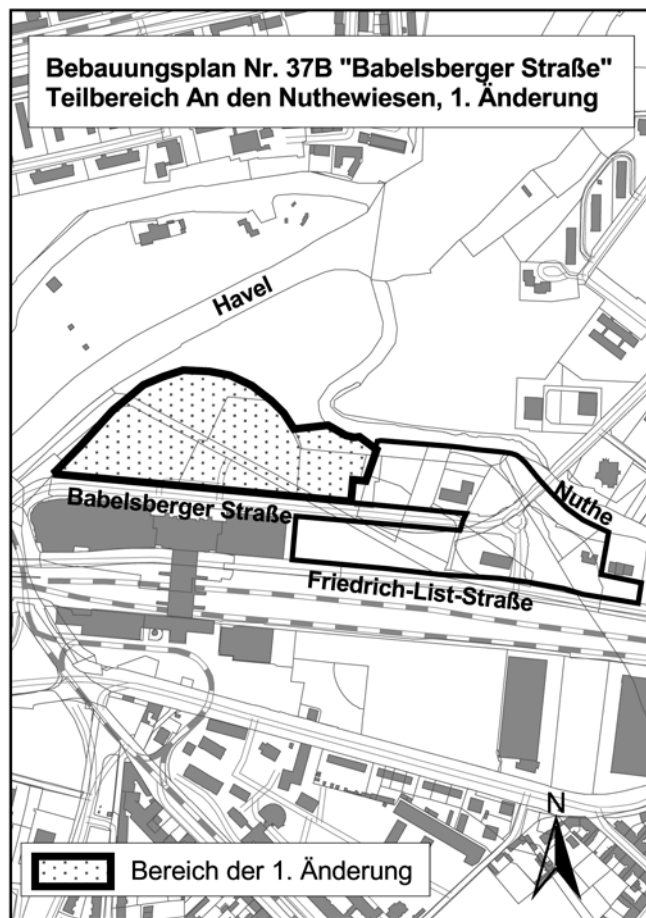 Bebauungsplan Nr. 37B "Babelsberger Straße"
Teilbereich An den Nuthewiesen, 1. Änderung
Havel
Babelsberger Straße
Nuthe
Friedrich-List-Straße
N
Bereich der 1. Änderung